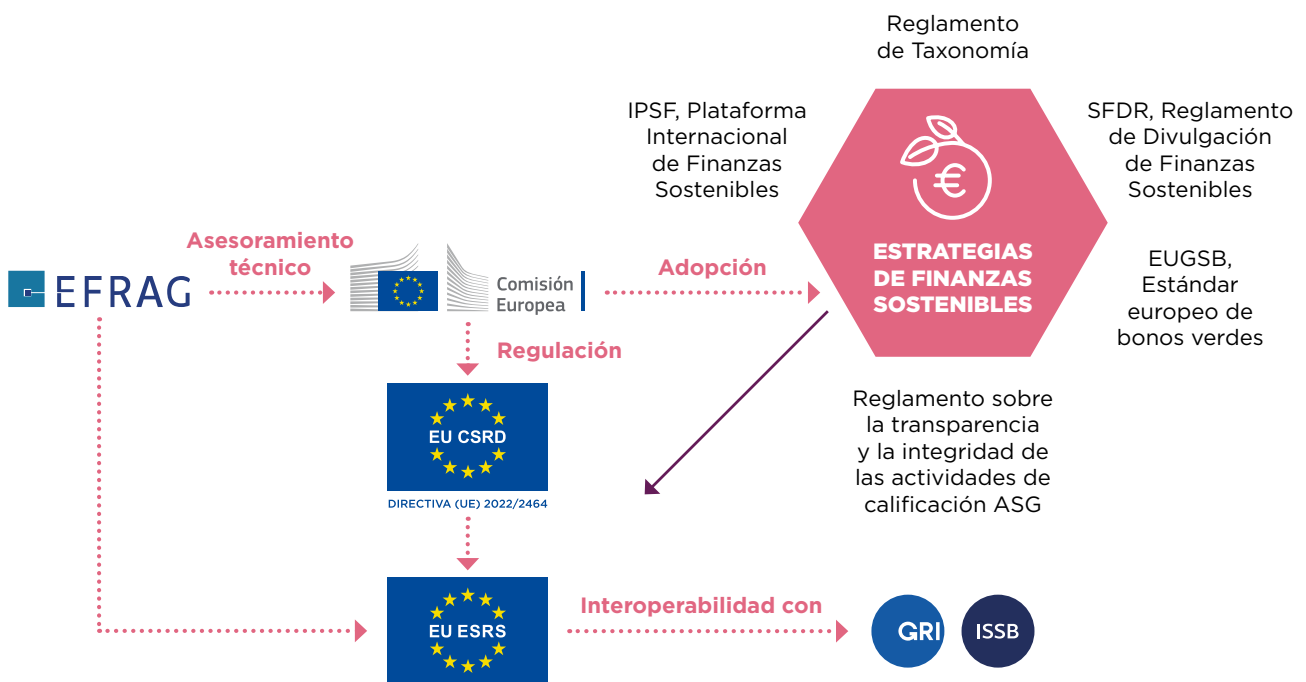 Reglamento
de Taxonomía
IPSF, Plataforma
Internacional
de Finanzas
Sostenibles
SFDR, Reglamento
de Divulgación
de Finanzas
Sostenibles
€
ESTRATEGIAS
DE FINANZAS
SOSTENIBLES
EUGSB,
Estándar
europeo de
bonos verdes
Reglamento sobre
la transparencia
y la integridad de
las actividades de
calificación ASG
EFRAG
Asesoramiento
técnico
Comisión
Europea
Adopción
Regulación
EU CSRD
DIRECTIVA (UE) 2022/2464
EU ESRS
Interoperabilidad con
GRI
ISSB